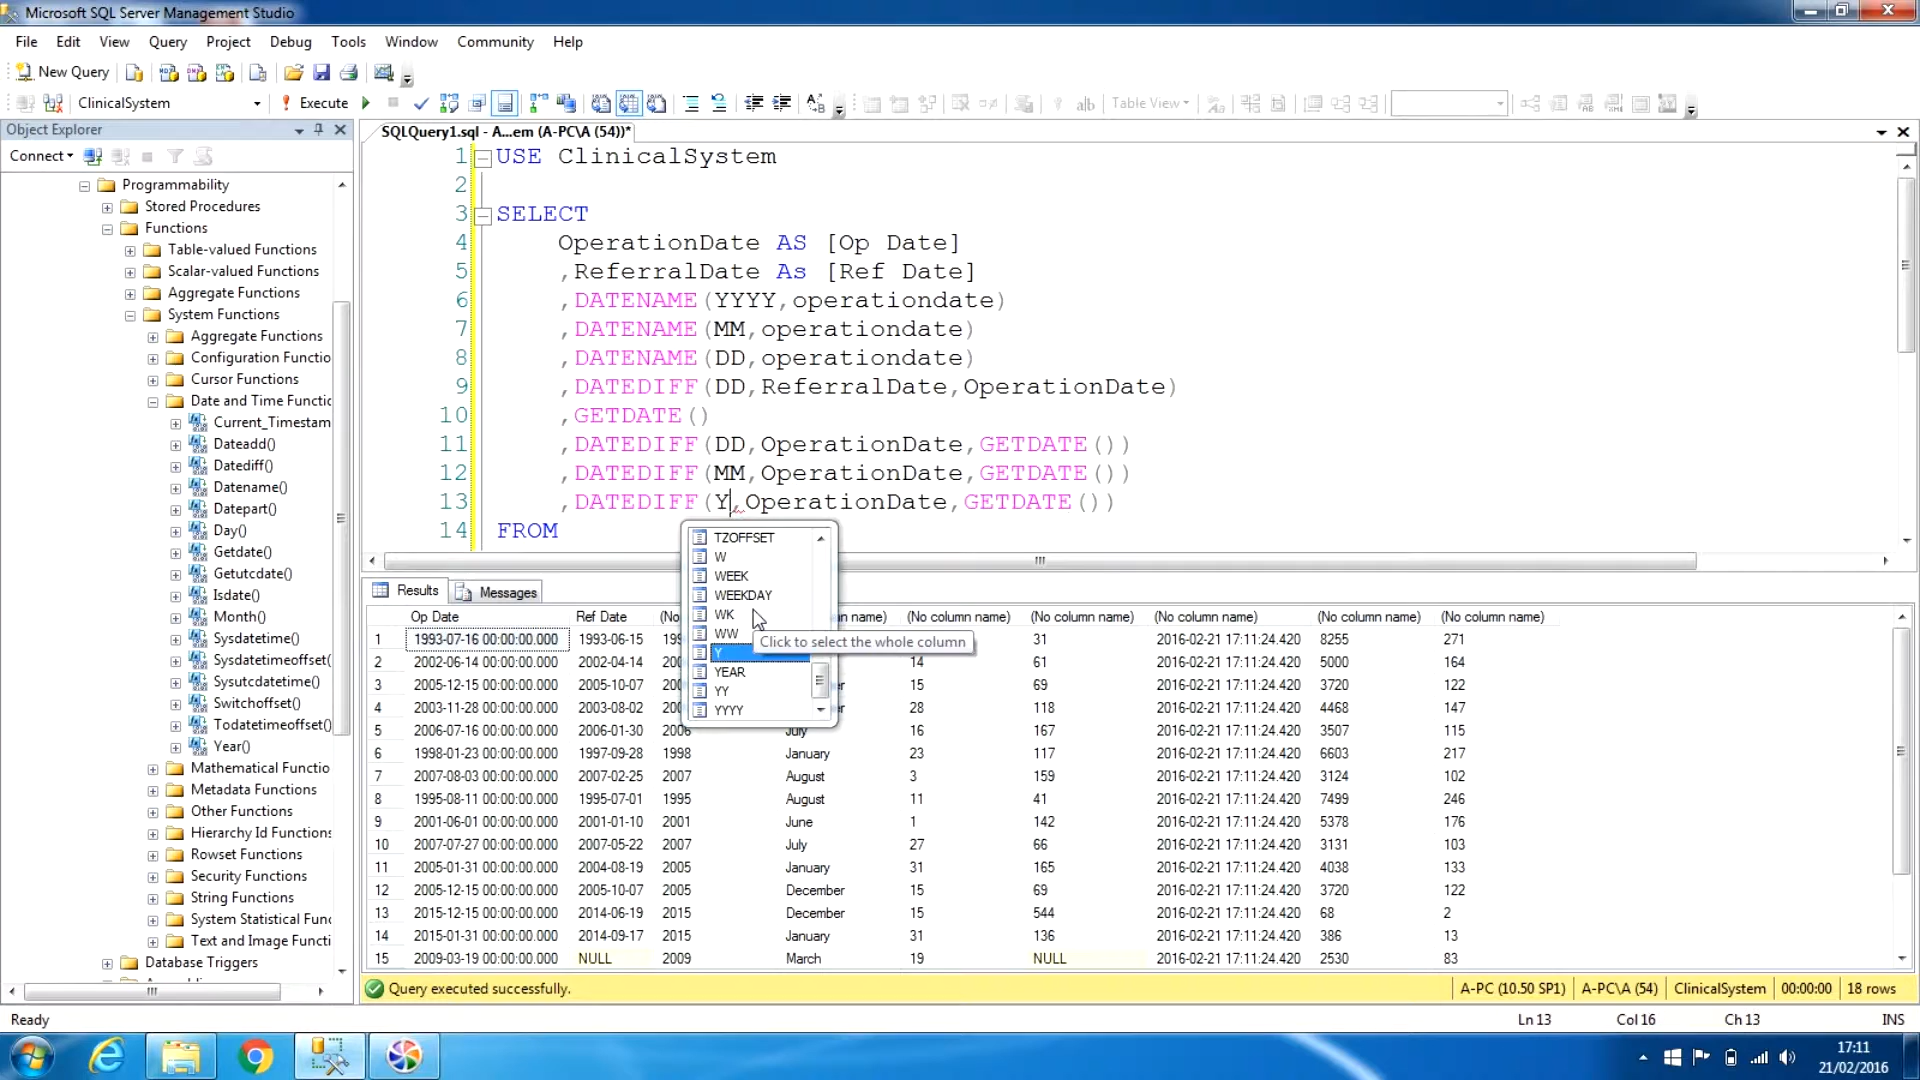 Microsoft SQL Server Management Studio
File Edit View Query Project Debug Tools Window Community Help
New Query
ClinicalSystem Execute Table View
Object Explorer
Connect
Programmability
Stored Procedures
Functions
Table-valued Functions
Scalar-valued Functions
Aggregate Functions
System Functions
Aggregate Functions
Configuration Functio
Cursor Functions
Date and Time Functic
Current_Timestam
Dateadd()
Datediff()
Datename()
Datepart()
Day()
Getdate()
Getutcdate()
Isdate()
Month()
Sysdatetime()
Sysdatetimeoffset(
Sysutcdatetime()
Switchoffset()
Todatetimeoffset()
Year()
Mathematical Functio
Metadata Functions
Other Functions
Hierarchy Id Functions
Rowset Functions
Security Functions
String Functions
System Statistical Func
Text and Image Functi
Database Triggers
SQLQuery1.sql - A...em (A-PC\A (54))*
1 USE ClinicalSystem
2
3 SELECT
4 OperationDate AS [Op Date]
5 ,ReferralDate As [Ref Date]
6 ,DATENAME(YYYY,operationdate)
7 ,DATENAME(MM,operationdate)
8 ,DATENAME(DD,operationdate)
9 ,DATEDIFF(DD,ReferralDate,OperationDate)
10 ,GETDATE()
11 ,DATEDIFF(DD,OperationDate,GETDATE())
12 ,DATEDIFF(MM,OperationDate,GETDATE())
13 ,DATEDIFF(Y,OperationDate,GETDATE())
14 FROM
TZOFFSET
W
WEEK
WEEKDAY
WK
WW
Y
YEAR
YY
YYYY
Click to select the whole column
Results Messages
Op Date Ref Date (No n name) (No column name) (No column name) (No column name) (No column name) (No column name)
1 1993-07-16 00:00:00.000 1993-06-15 199 31 2016-02-21 17:11:24.420 8255 271
2 2002-06-14 00:00:00.000 2002-04-14 200 14 61 2016-02-21 17:11:24.420 5000 164
3 2005-12-15 00:00:00.000 2005-10-07 200 er 15 69 2016-02-21 17:11:24.420 3720 122
4 2003-11-28 00:00:00.000 2003-08-02 200 er 28 118 2016-02-21 17:11:24.420 4468 147
5 2006-07-16 00:00:00.000 2006-01-30 2006 July 16 167 2016-02-21 17:11:24.420 3507 115
6 1998-01-23 00:00:00.000 1997-09-28 1998 January 23 117 2016-02-21 17:11:24.420 6603 217
7 2007-08-03 00:00:00.000 2007-02-25 2007 August 3 159 2016-02-21 17:11:24.420 3124 102
8 1995-08-11 00:00:00.000 1995-07-01 1995 August 11 41 2016-02-21 17:11:24.420 7499 246
9 2001-06-01 00:00:00.000 2001-01-10 2001 June 1 142 2016-02-21 17:11:24.420 5378 176
10 2007-07-27 00:00:00.000 2007-05-22 2007 July 27 66 2016-02-21 17:11:24.420 3131 103
11 2005-01-31 00:00:00.000 2004-08-19 2005 January 31 165 2016-02-21 17:11:24.420 4038 133
12 2005-12-15 00:00:00.000 2005-10-07 2005 December 15 69 2016-02-21 17:11:24.420 3720 122
13 2015-12-15 00:00:00.000 2014-06-19 2015 December 15 544 2016-02-21 17:11:24.420 68 2
14 2015-01-31 00:00:00.000 2014-09-17 2015 January 31 136 2016-02-21 17:11:24.420 386 13
15 2009-03-19 00:00:00.000 NULL 2009 March 19 NULL 2016-02-21 17:11:24.420 2530 83
Query executed successfully. A-PC (10.50 SP1) A-PC\A (54) ClinicalSystem 00:00:00 18 rows
Ready Ln 13 Col 16 Ch 13 INS
17:11
21/02/2016